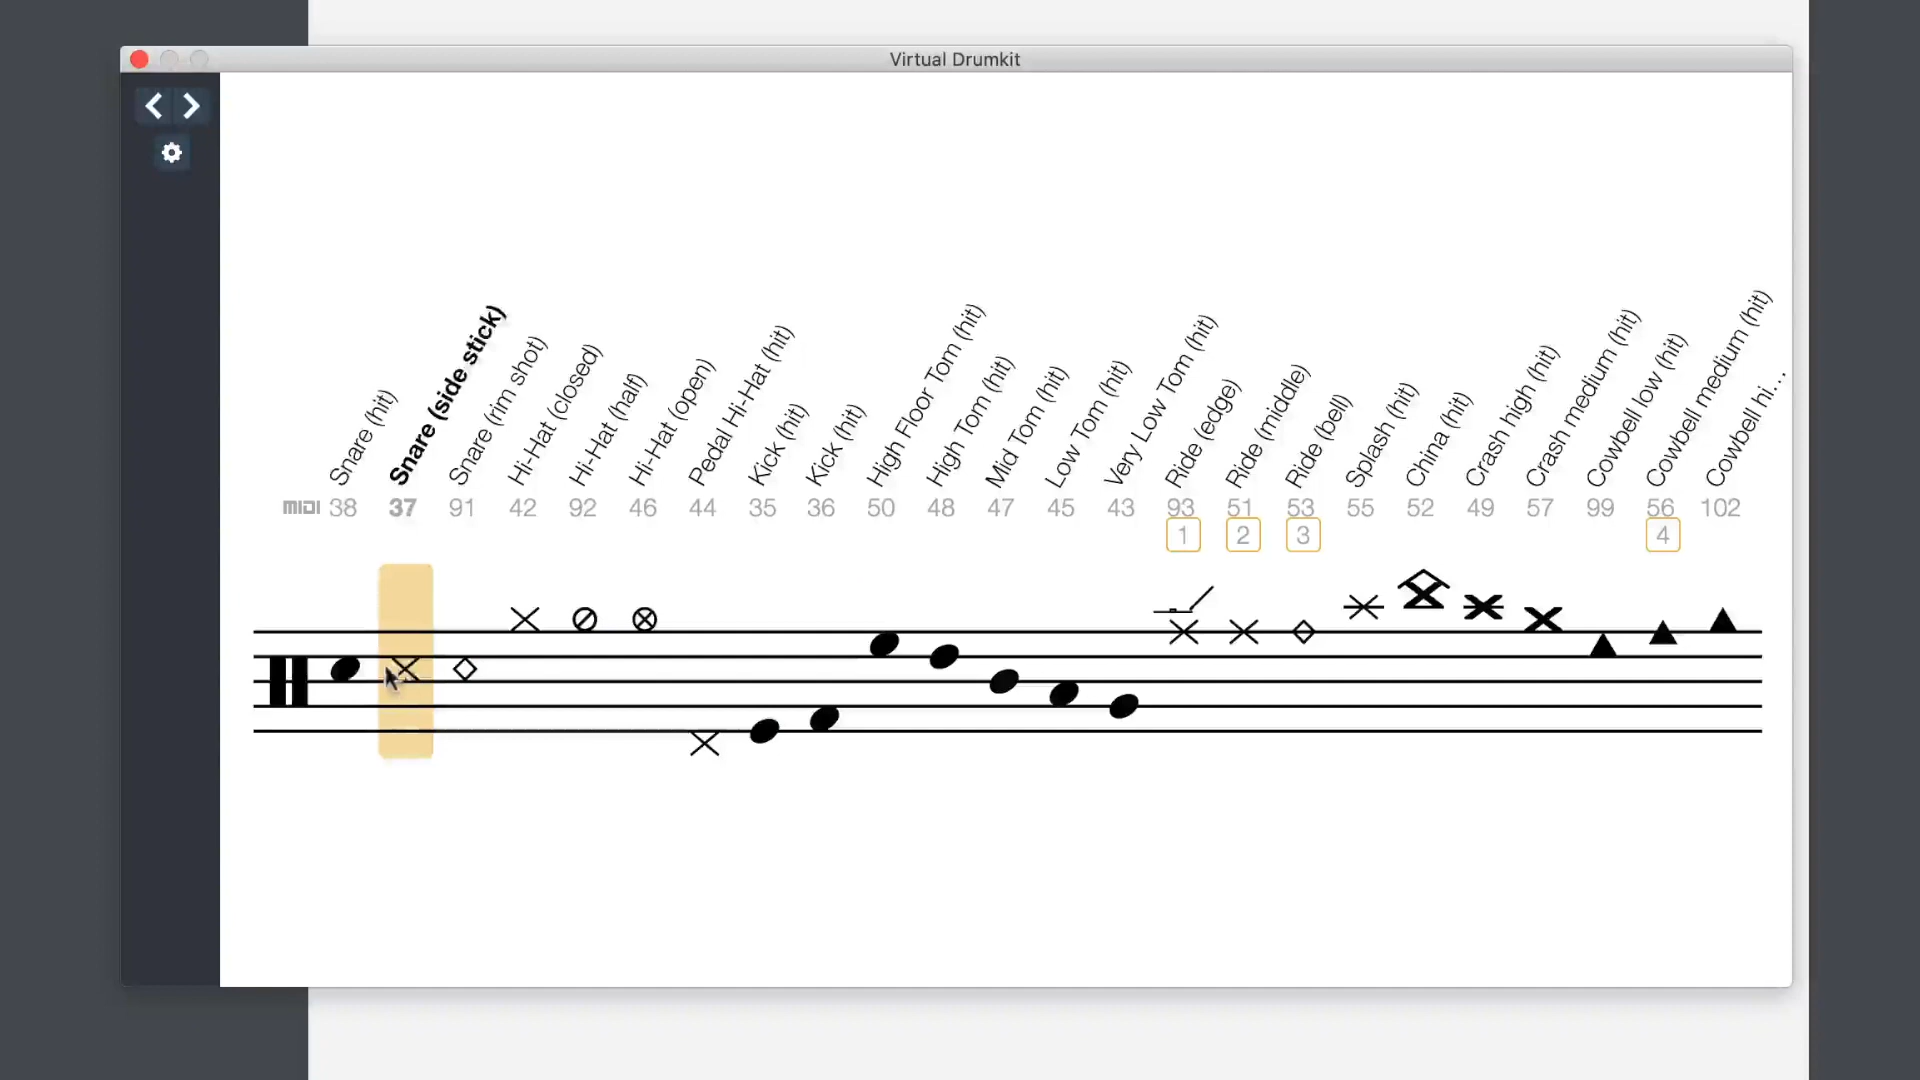 Virtual Drumkit
Snare (hit)
Snare (side stick)
Snare (rim shot)
Hi-Hat (closed)
Hi-Hat (half)
Hi-Hat (open)
Pedal Hi-Hat (hit)
Kick (hit)
Kick (hit)
High Floor Tom (hit)
High Tom (hit)
Mid Tom (hit)
Low Tom (hit)
Very Low Tom (hit)
Ride (edge)
Ride (middle)
Ride (bell)
Splash (hit)
China (hit)
Crash high (hit)
Crash medium (hit)
Cowbell low (hit)
Cowbell medium (hit)
Cowbell hi...
MIDI 38 37 91 42 92 46 44 35 36 50 48 47 45 43 93 51 53 55 52 49 57 99 56 102
1 2 3 4